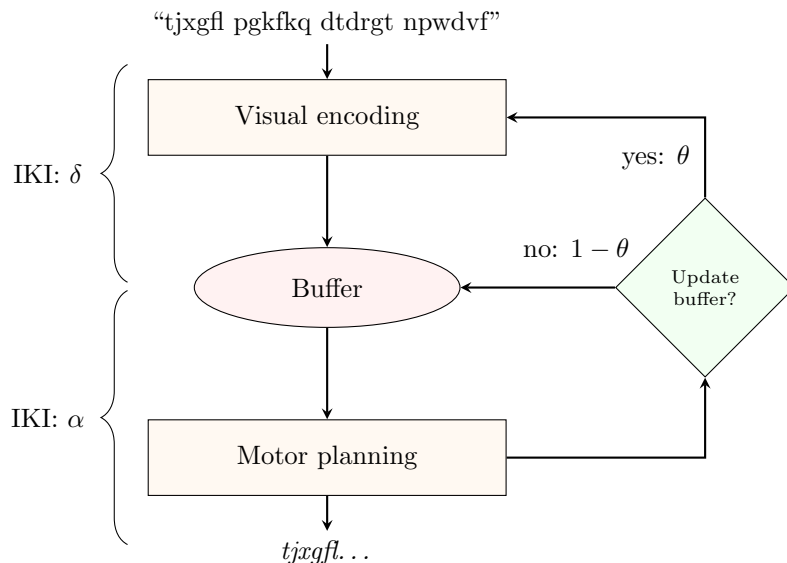 “tjxgfl pgkfkq dtdrgt npwdvf”
Visual encoding
yes: θ
IKI: δ
no: 1 − θ
Update
buffer?
Buffer
IKI: α
Motor planning
tjxgfl. . .